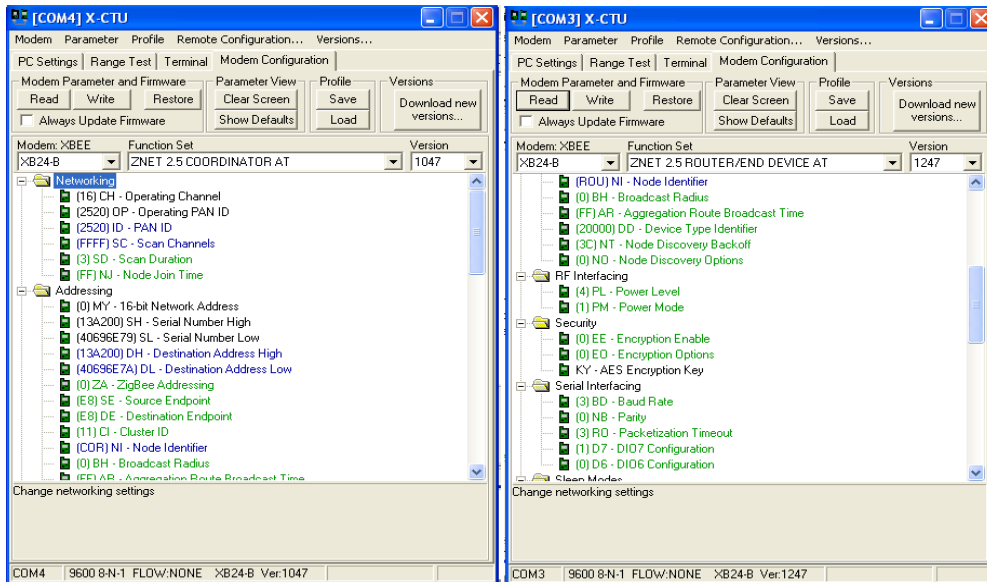 [COM4] X-CTU
Modem Parameter Profile Remote Configuration... Versions...
PC Settings Range Test Terminal Modem Configuration
Modem Parameter and Firmware Parameter View Profile Versions
Read Write Restore Clear Screen Save Download new versions...
Always Update Firmware Show Defaults Load
Modem: XBEE Function Set Version
XB24-B ZNET 2.5 COORDINATOR AT 1047
Networking
(16) CH - Operating Channel
(2520) OP - Operating PAN ID
(2520) ID - PAN ID
(FFFF) SC - Scan Channels
(3) SD - Scan Duration
(FF) NJ - Node Join Time
Addressing
(0) MY - 16-bit Network Address
(13A200) SH - Serial Number High
(40696E79) SL - Serial Number Low
(13A200) DH - Destination Address High
(40696E7A) DL - Destination Address Low
(0) ZA - ZigBee Addressing
(E8) SE - Source Endpoint
(E8) DE - Destination Endpoint
(11) CI - Cluster ID
(COR) NI - Node Identifier
(0) BH - Broadcast Radius
(FF) AR - Aggregation Route Broadcast Time
Change networking settings
COM4 9600 8-N-1 FLOW:NONE XB24-B Ver:1047
[COM3] X-CTU
Modem Parameter Profile Remote Configuration... Versions...
PC Settings Range Test Terminal Modem Configuration
Modem Parameter and Firmware Parameter View Profile Versions
Read Write Restore Clear Screen Save Download new versions...
Always Update Firmware Show Defaults Load
Modem: XBEE Function Set Version
XB24-B ZNET 2.5 ROUTER/END DEVICE AT 1247
(ROU) NI - Node Identifier
(0) BH - Broadcast Radius
(FF) AR - Aggregation Route Broadcast Time
(20000) DD - Device Type Identifier
(3C) NT - Node Discovery Backoff
(0) NO - Node Discovery Options
RF Interfacing
(4) PL - Power Level
(1) PM - Power Mode
Security
(0) EE - Encryption Enable
(0) EO - Encryption Options
KY - AES Encryption Key
Serial Interfacing
(3) BD - Baud Rate
(0) NB - Parity
(3) RO - Packetization Timeout
(1) D7 - DIO7 Configuration
(0) D6 - DIO6 Configuration
Sleep Modes
Change networking settings
COM3 9600 8-N-1 FLOW:NONE XB24-B Ver:1247